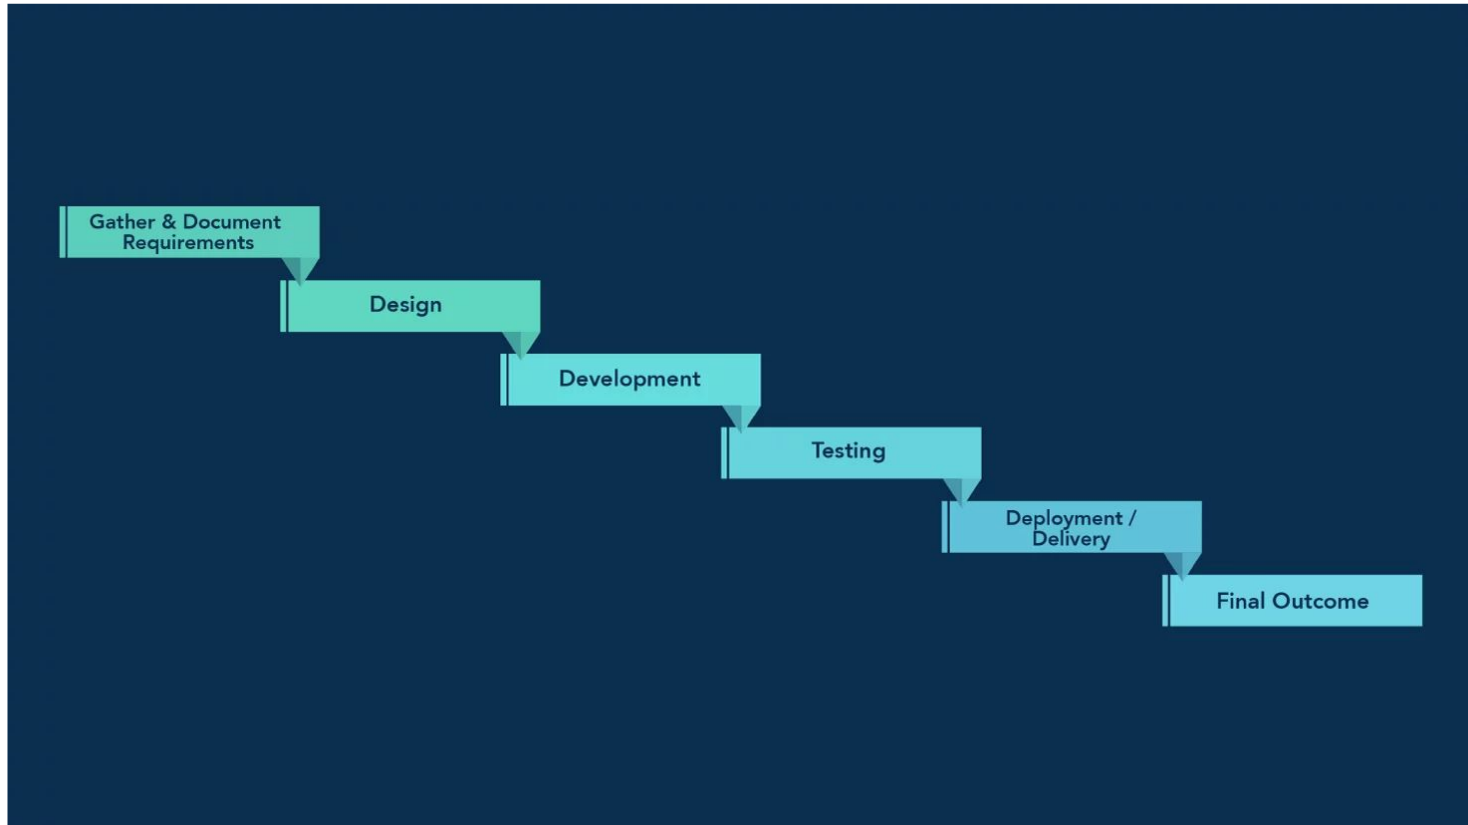 Gather & Document
Requirements
Design
Development
Testing
Deployment /
Delivery
Final Outcome